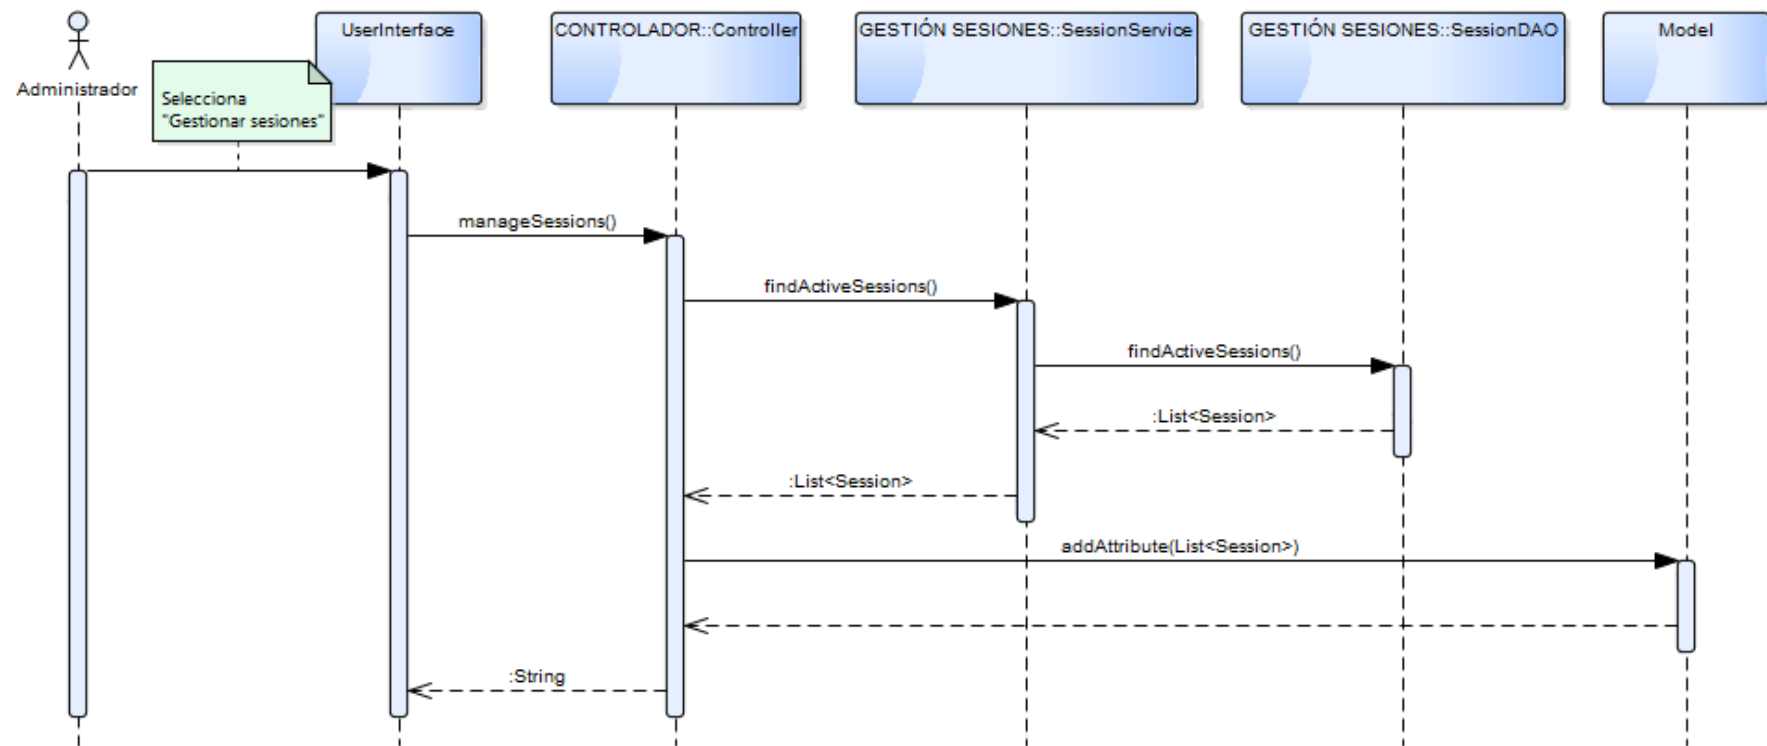 UserInterface
CONTROLADOR::Controller
GESTIÓN SESIONES::SessionService
GESTIÓN SESIONES::SessionDAO
Model
Administrador
Selecciona
"Gestionar sesiones"
manageSessions()
findActiveSessions()
findActiveSessions()
:List<Session>
:List<Session>
addAttribute(List<Session>)
:String